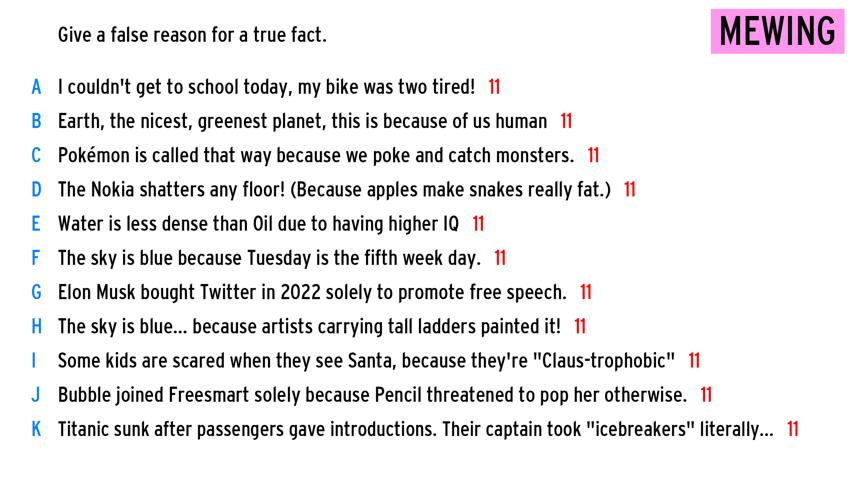 Give a false reason for a true fact.
MEWING
A I couldn't get to school today, my bike was two tired! 11
B Earth, the nicest, greenest planet, this is because of us human 11
C Pokémon is called that way because we poke and catch monsters. 11
D The Nokia shatters any floor! (Because apples make snakes really fat.) 11
E Water is less dense than Oil due to having higher IQ 11
F The sky is blue because Tuesday is the fifth week day. 11
G Elon Musk bought Twitter in 2022 solely to promote free speech. 11
H The sky is blue... because artists carrying tall ladders painted it! 11
I Some kids are scared when they see Santa, because they're "Claus-trophobic" 11
J Bubble joined Freesmart solely because Pencil threatened to pop her otherwise. 11
K Titanic sunk after passengers gave introductions. Their captain took "icebreakers" literally... 11